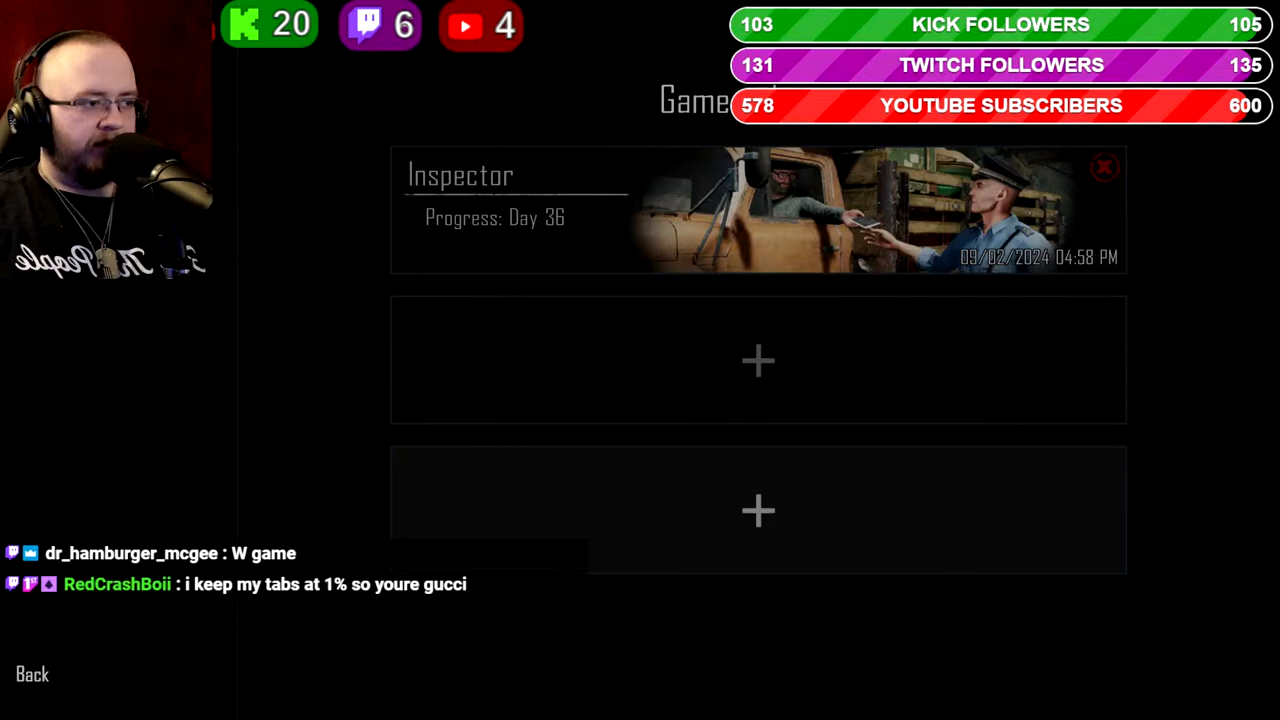 20
6
4
103 KICK FOLLOWERS 105
131 TWITCH FOLLOWERS 135
578 YOUTUBE SUBSCRIBERS 600
Game
Inspector
Progress: Day 36
09/02/2024 04:58 PM
The People
dr_hamburger_mcgee : W game
RedCrashBoii : i keep my tabs at 1% so youre gucci
Back